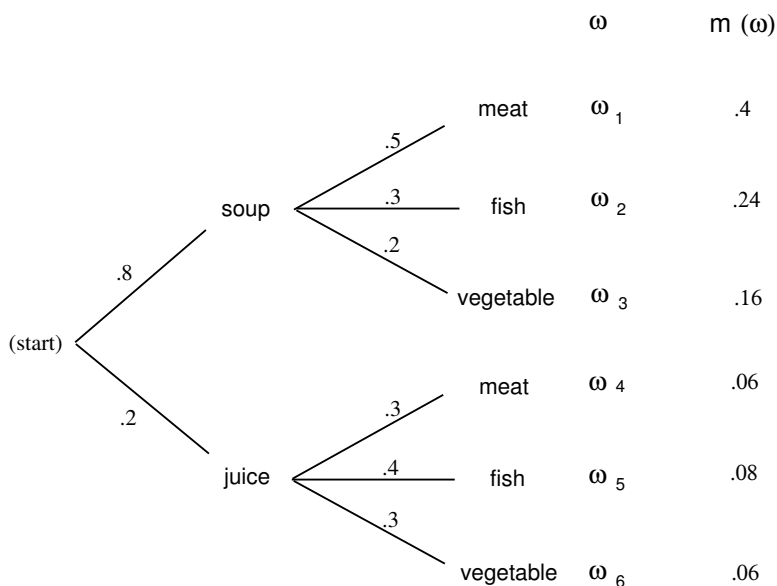 ω m (ω)
meat ω 1 .4
.5
soup .3 fish ω 2 .24
.2
.8
vegetable ω 3 .16
(start)
meat ω 4 .06
.3
.2
juice .4 fish ω 5 .08
.3
vegetable ω 6 .06